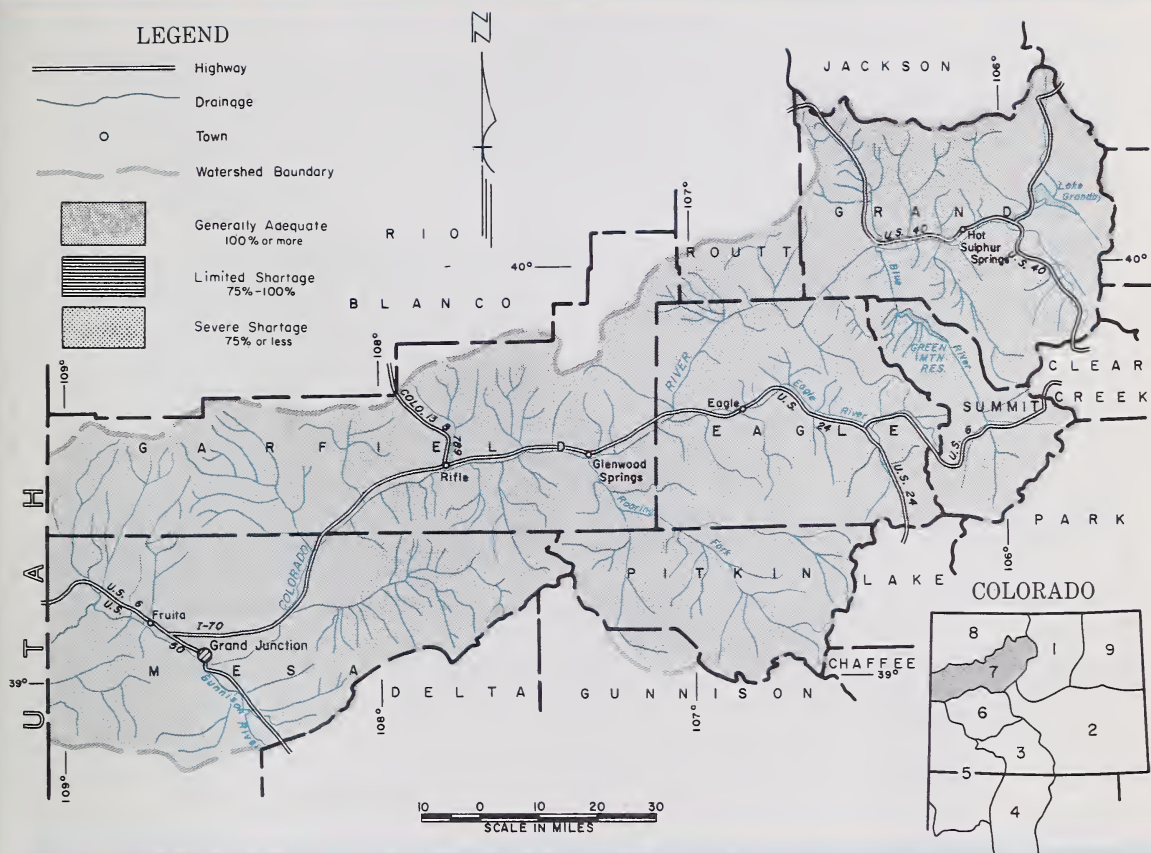 LEGEND
Highway
Drainage
Town
Watershed Boundary
Generally Adequate
100% or more
Limited Shortage
75%-100%
Severe Shortage
75% or less
JACKSON
106°
107°
RIO
BLANCO
40°
ROUTT
GRAND
Lake
Granby
U.S. 40
Hot
Sulphur
Springs
U.S. 40
40°
Blue
River
GREEN
MTN
RES.
CLEAR
CREEK
SUMMIT
U.S. 6
109°
108°
COLO. 13 & 789
GARFIELD
Rifle
Glenwood
Springs
RIVER
Eagle
Eagle
River
U.S.
24
EAGLE
U.S. 24
Roaring
Fork
UTAH
COLORADO
PITKIN
LAKE
PARK
106°
U.S. 6
U.S.
50
Fruita
I-70
Grand Junction
MESA
Gunnison
River
39°
109°
108°
DELTA
GUNNISON
107°
CHAFFEE
39°
COLORADO
8
1
9
7
6
2
3
5
4
10 0 10 20 30
SCALE IN MILES